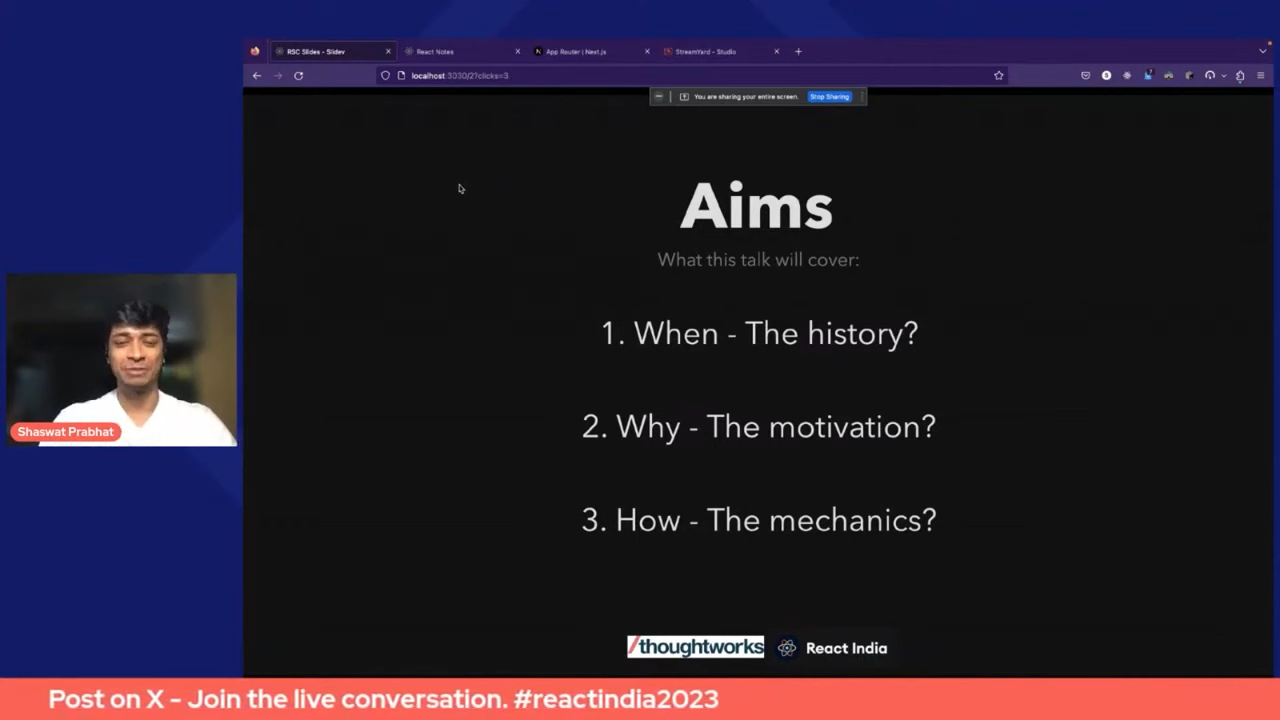 RSC Slides - Slidev
React Notes
App Router | Next.js
StreamYard - Studio
localhost:3030/2?clicks=3
You are sharing your entire screen.
Stop Sharing
Aims
What this talk will cover:
1. When - The history?
2. Why - The motivation?
3. How - The mechanics?
Shaswat Prabhat
/thoughtworks
React India
Post on X - Join the live conversation. #reactindia2023